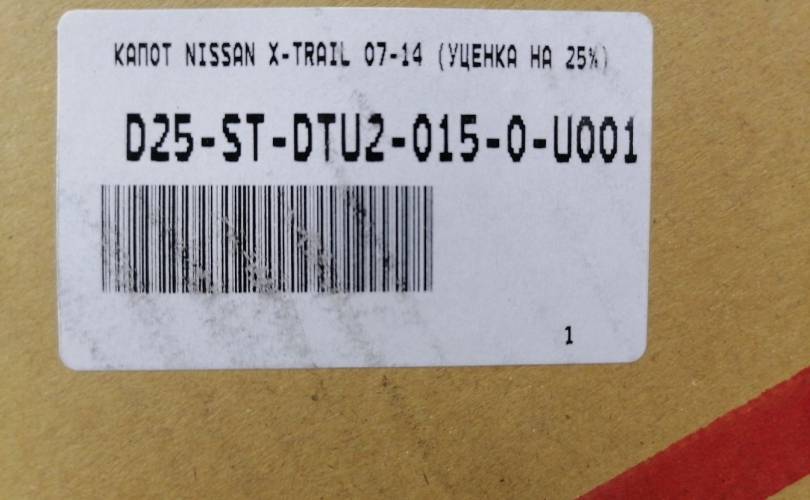 КАПОТ NISSAN X-TRAIL 07-14 (УЦЕНКА НА 25%)
D25-ST-DTU2-015-0-U001
1